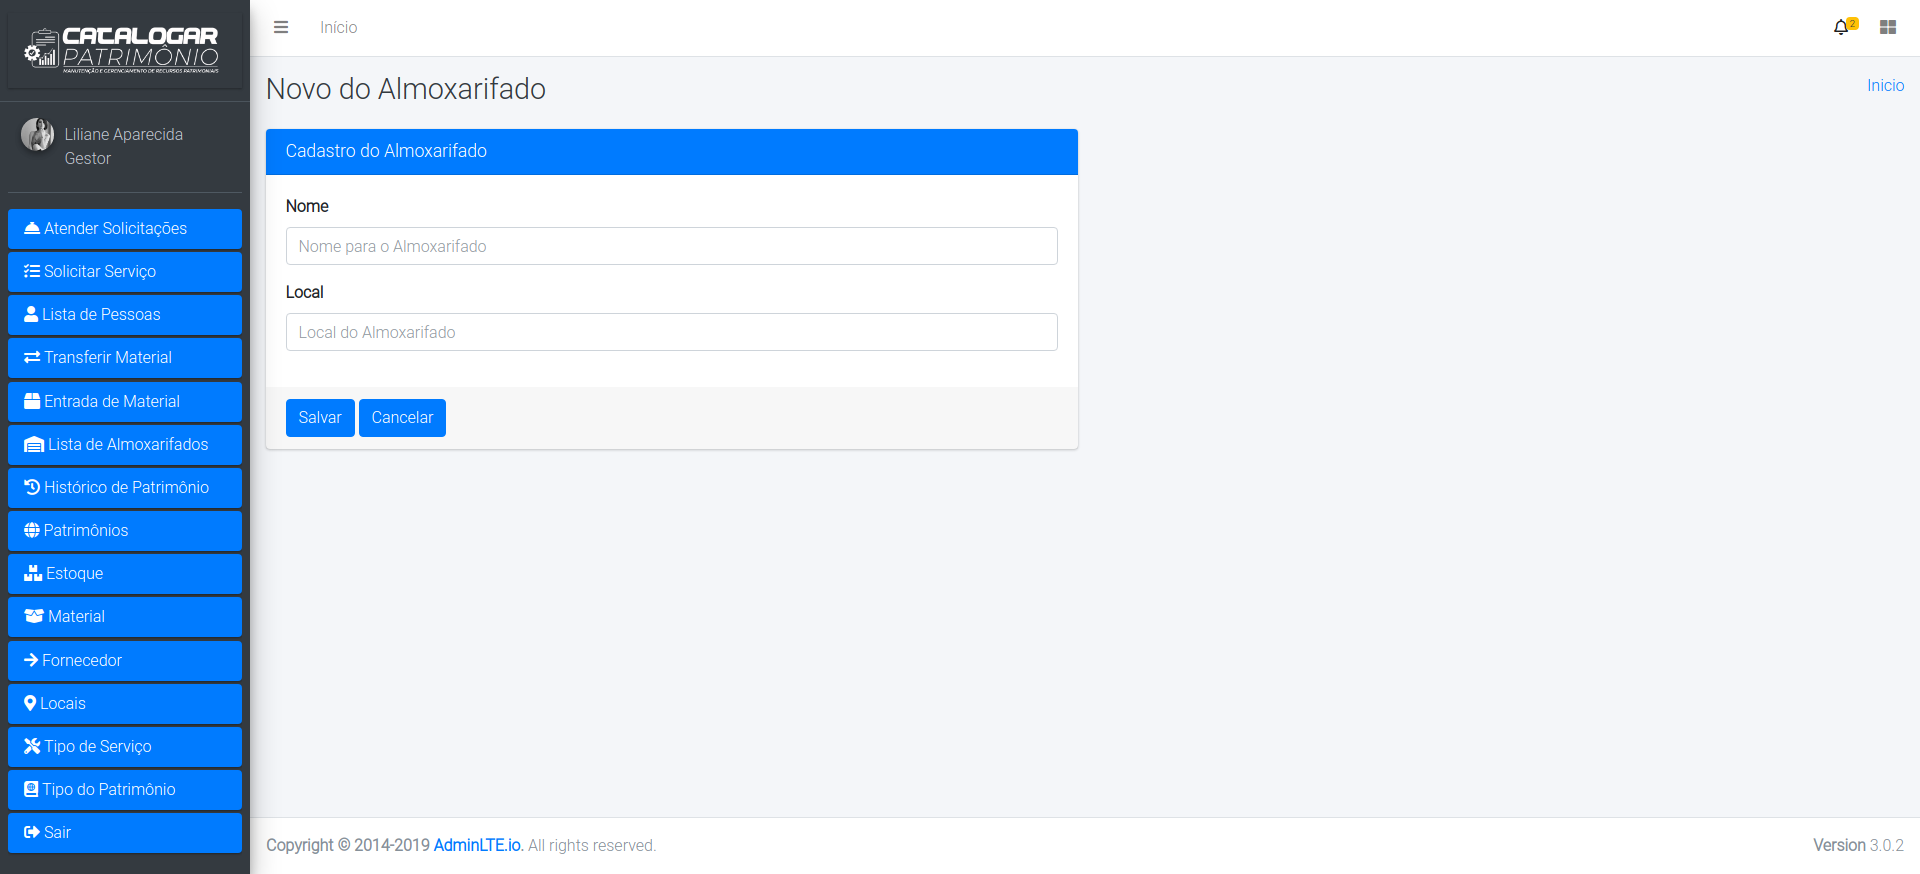 CATALOGAR
PATRIMÔNIO
MANUTENÇÃO E GERENCIAMENTO DE RECURSOS PATRIMONIAIS
Liliane Aparecida
Gestor
Atender Solicitações
Solicitar Serviço
Lista de Pessoas
Transferir Material
Entrada de Material
Lista de Almoxarifados
Histórico de Patrimônio
Patrimônios
Estoque
Material
Fornecedor
Locais
Tipo de Serviço
Tipo do Patrimônio
Sair
Início
2
Novo do Almoxarifado
Inicio
Cadastro do Almoxarifado
Nome
Nome para o Almoxarifado
Local
Local do Almoxarifado
Salvar Cancelar
Copyright © 2014-2019 AdminLTE.io. All rights reserved.
Version 3.0.2